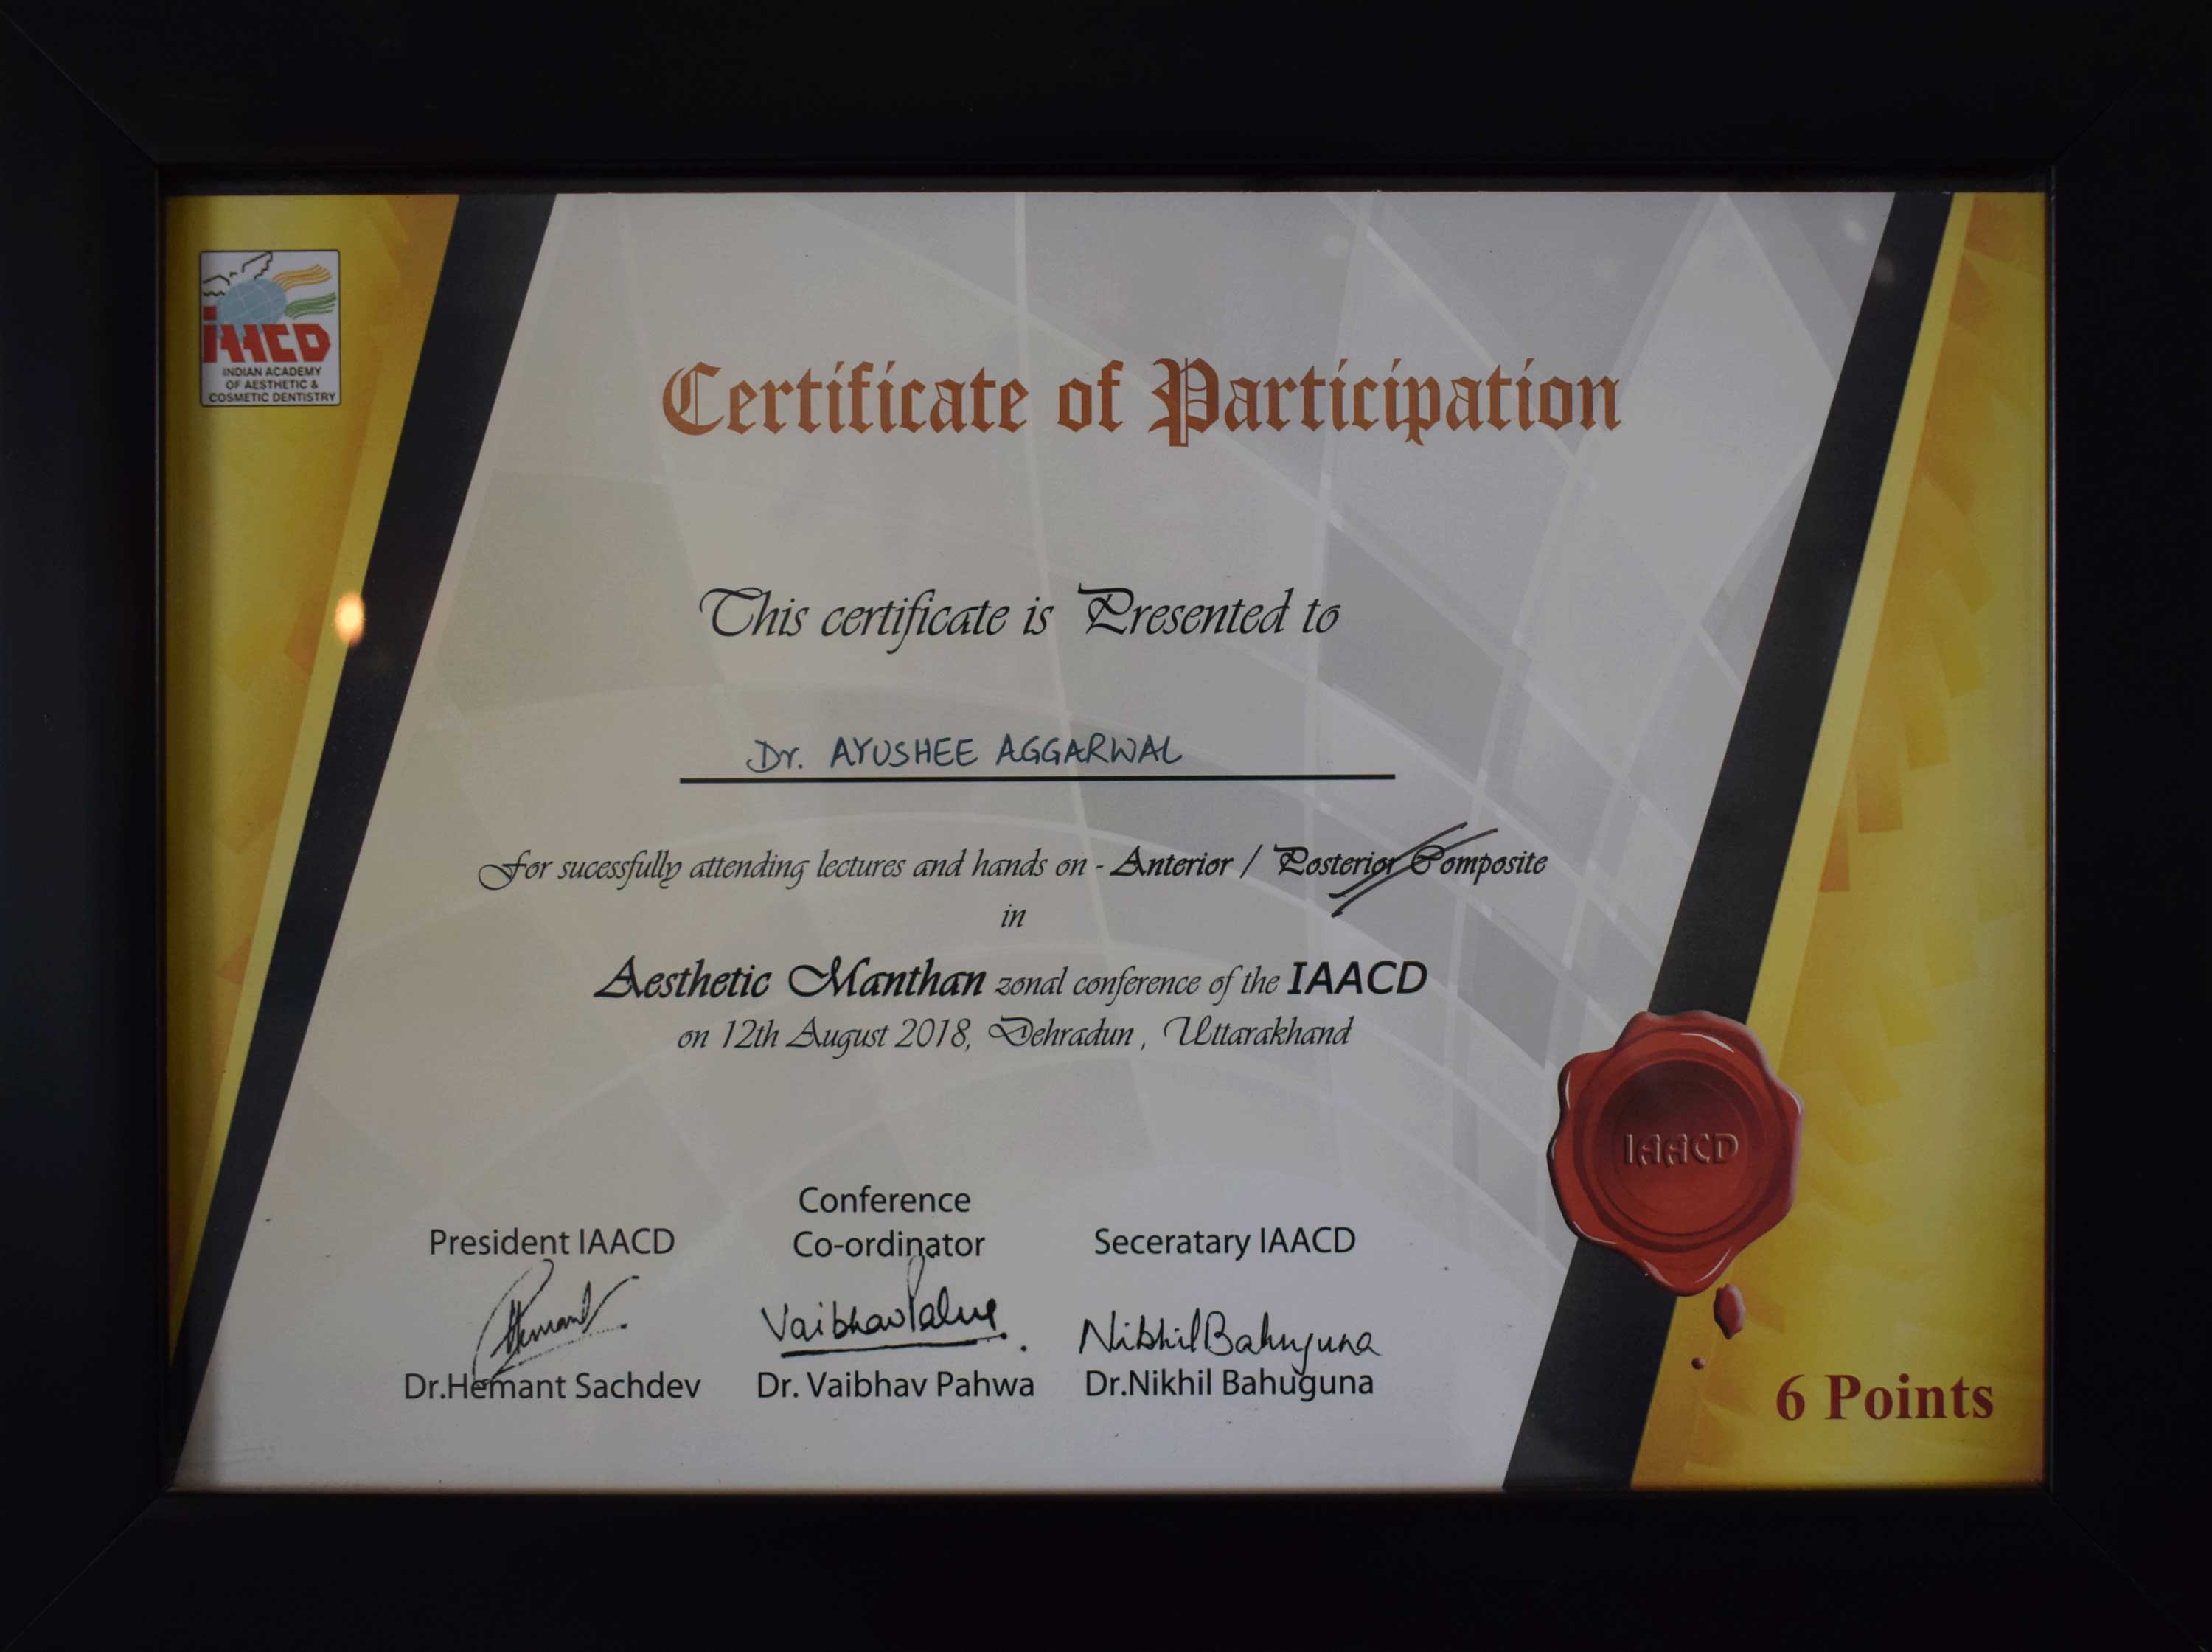 iAACD
INDIAN ACADEMY
OF AESTHETIC &
COSMETIC DENTISTRY
Certificate of Participation
This certificate is Presented to
Dr. AYUSHEE AGGARWAL
For sucessfully attending lectures and hands on - Anterior / Posterior Composite
in
Aesthetic Manthan zonal conference of the IAACD
on 12th August 2018, Dehradun , Uttarakhand
IAACD
Conference
President IAACD Co-ordinator Seceratary IAACD
Hemant Vaibhav Pahwa Nikhil Bahuguna
Dr.Hemant Sachdev Dr. Vaibhav Pahwa Dr.Nikhil Bahuguna
6 Points